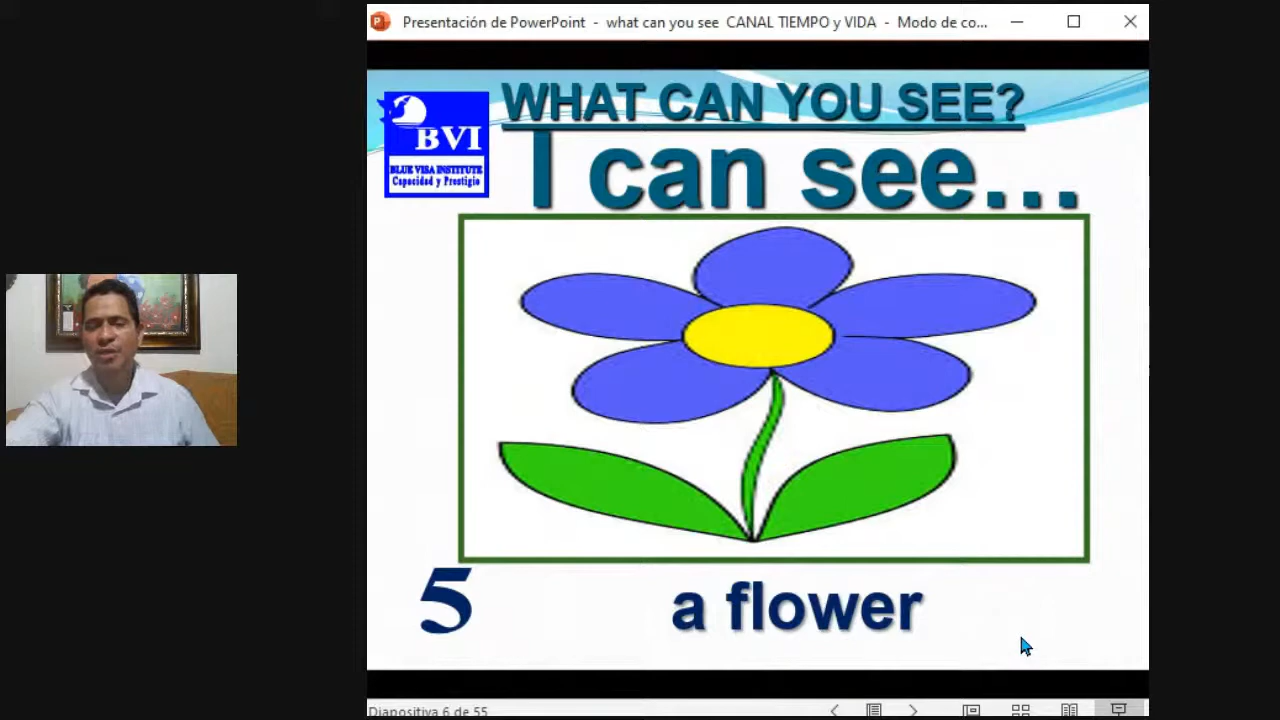 Presentación de PowerPoint - what can you see CANAL TIEMPO y VIDA - Modo de co...
WHAT CAN YOU SEE?
I can see...
BVI
BLUE VISA INSTITUTE
Capacidad y Prestigio
5
a flower
Diapositiva 6 de 55